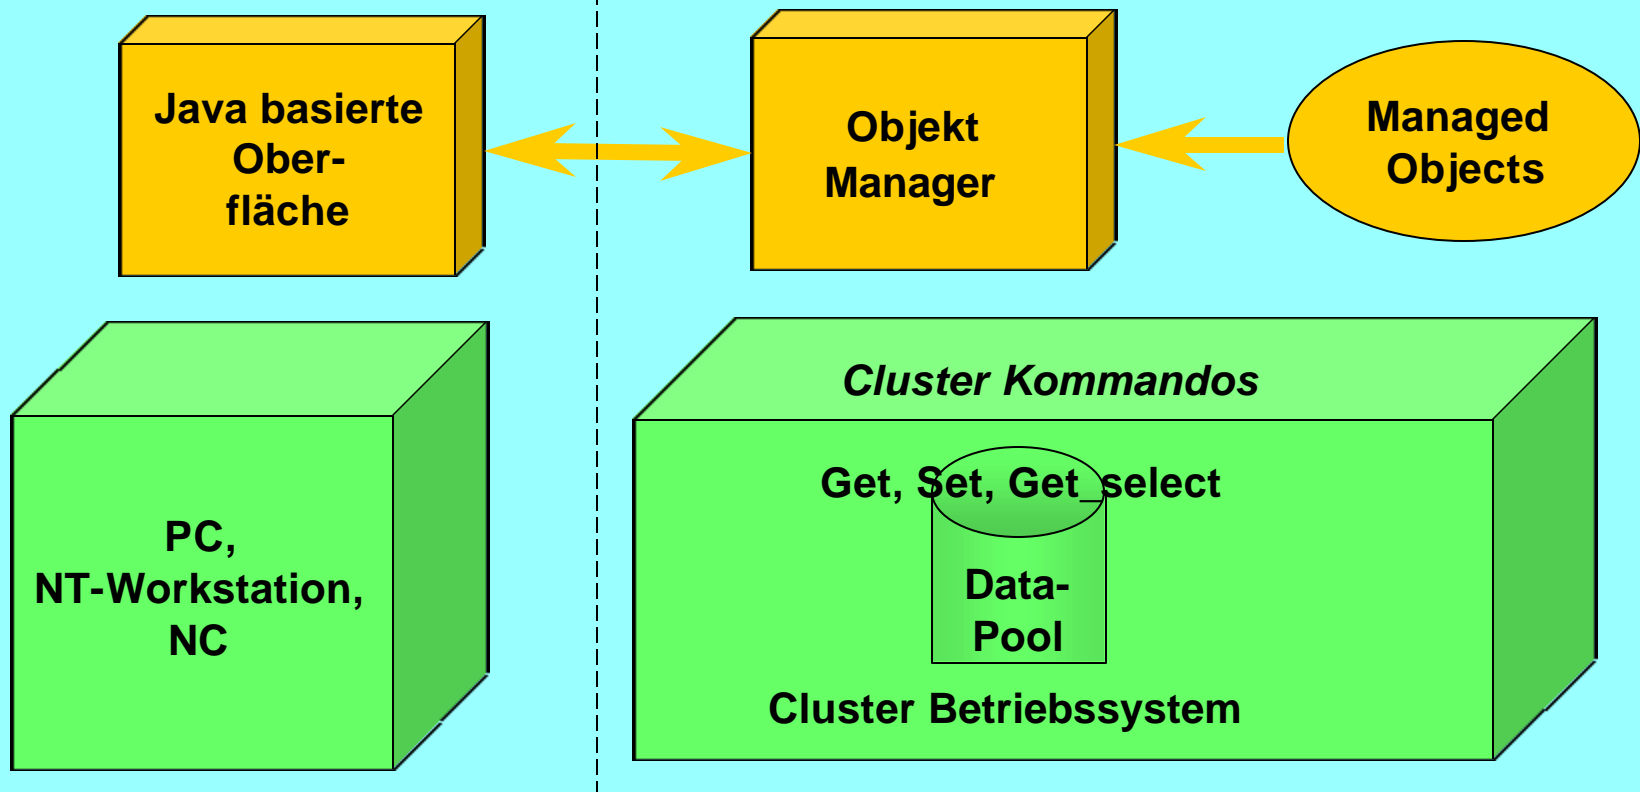 Java basierte
Ober-
fläche
Objekt
Manager
Managed
Objects
PC,
NT-Workstation,
NC
Cluster Kommandos
Get, Set, Get_select
Data-
Pool
Cluster Betriebssystem